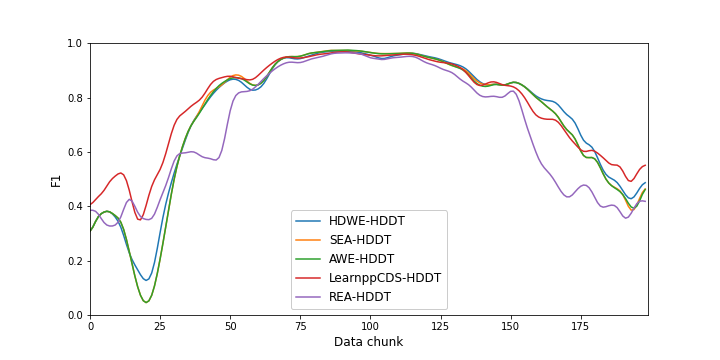 1.0
0.8
0.6
0.4
0.2
0.0
F1
HDWE-HDDT
SEA-HDDT
AWE-HDDT
LearnppCDS-HDDT
REA-HDDT
0 25 50 75 100 125 150 175
Data chunk